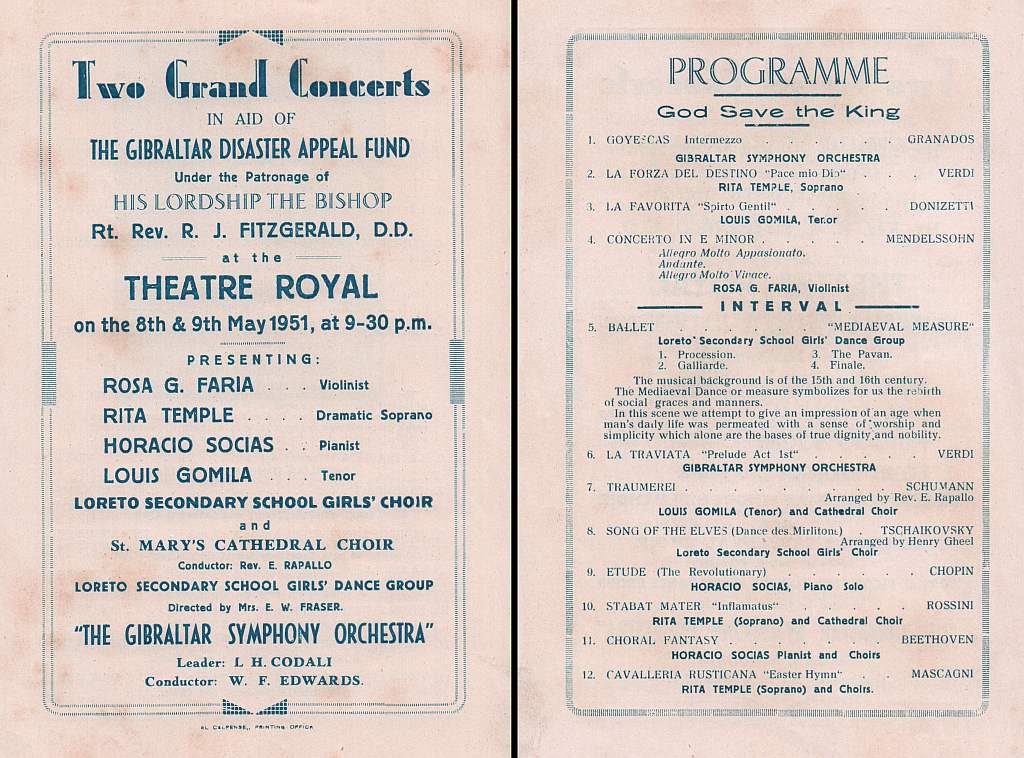 Two Grand Concerts
IN AID OF
THE GIBRALTAR DISASTER APPEAL FUND
Under the Patronage of
HIS LORDSHIP THE BISHOP
Rt. Rev. R. J. FITZGERALD, D.D.
at the
THEATRE ROYAL
on the 8th & 9th May 1951, at 9-30 p.m.
PRESENTING:
ROSA G. FARIA . . . Violinist
RITA TEMPLE . . . . Dramatic Soprano
HORACIO SOCIAS . . Pianist
LOUIS GOMILA . . . Tenor
LORETO SECONDARY SCHOOL GIRLS' CHOIR
and
St. MARY'S CATHEDRAL CHOIR
Conductor: Rev. E. RAPALLO
LORETO SECONDARY SCHOOL GIRLS' DANCE GROUP
Directed by Mrs. E. W. FRASER.
"THE GIBRALTAR SYMPHONY ORCHESTRA"
Leader: I. H. CODALI
Conductor: W. F. EDWARDS.
EL CALPENSE,, PRINTING OFFICE
PROGRAMME
God Save the King
1. GOYESCAS Intermezzo . . . . . . GRANADOS
GIBRALTAR SYMPHONY ORCHESTRA
2. LA FORZA DEL DESTINO "Pace mio Dio" . . . VERDI
RITA TEMPLE, Soprano
3. LA FAVORITA "Spirto Gentil" . . . . . DONIZETTI
LOUIS GOMILA, Tenor
4. CONCERTO IN E MINOR . . . . . MENDELSSOHN
Allegro Molto Appasionato.
Andante.
Allegro Molto Vivace.
ROSA G. FARIA, Violinist
INTERVAL
5. BALLET . . . . . . "MEDIAEVAL MEASURE"
Loreto Secondary School Girls' Dance Group
1. Procession. 3. The Pavan.
2. Galliarde. 4. Finale.
The musical background is of the 15th and 16th century.
The Mediaeval Dance or measure symbolizes for us the rebirth
of social graces and manners.
In this scene we attempt to give an impression of an age when
man's daily life was permeated with a sense of worship and
simplicity which alone are the bases of true dignity and nobility.
6. LA TRAVIATA "Prelude Act 1st" . . . . . VERDI
GIBRALTAR SYMPHONY ORCHESTRA
7. TRAUMEREI . . . . . . . . . SCHUMANN
Arranged by Rev. E. Rapallo
LOUIS GOMILA (Tenor) and Cathedral Choir
8. SONG OF THE ELVES (Dance des Mirlitons) . TSCHAIKOVSKY
Arranged by Henry Gheel
Loreto Secondary School Girls' Choir
9. ETUDE (The Revolutionary) . . . . . . CHOPIN
HORACIO SOCIAS, Piano Solo
10. STABAT MATER "Inflamatus" . . . . . ROSSINI
RITA TEMPLE (Soprano) and Cathedral Choir
11. CHORAL FANTASY . . . . . . . BEETHOVEN
HORACIO SOCIAS Pianist and Choirs
12. CAVALLERIA RUSTICANA "Easter Hymn" . . MASCAGNI
RITA TEMPLE (Soprano) and Choirs.